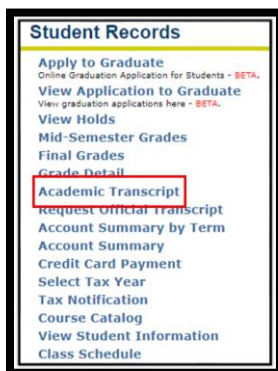 Student Records
Apply to Graduate
Online Graduation Application for Students - BETA.
View Application to Graduate
View graduation applications here - BETA.
View Holds
Mid-Semester Grades
Final Grades
Grade Detail
Academic Transcript
Request Official Transcript
Account Summary by Term
Account Summary
Credit Card Payment
Select Tax Year
Tax Notification
Course Catalog
View Student Information
Class Schedule